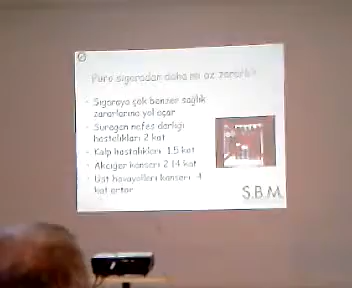 Puro sigaradan daha mı az zararlı?
Sigaraya çok benzer sağlık
zararlarına yol açar
Süregen nefes darlığı
hastalıkları 2 kat
Kalp hastalıkları 1.5 kat
Akciğer kanseri 2.14 kat
Üst havayolları kanseri 4
kat artar
S.B.M.